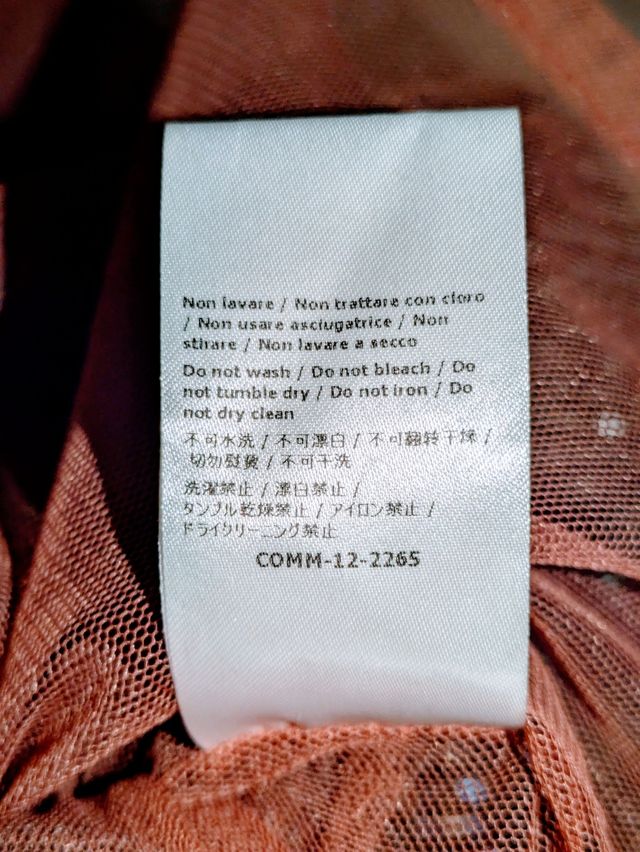 Non lavare / Non trattare con cloro
/ Non usare asciugatrice / Non
stirare / Non lavare a secco
Do not wash / Do not bleach / Do
not tumble dry / Do not iron / Do
not dry clean
不可水洗 / 不可漂白 / 不可翻转干燥 /
切勿熨烫 / 不可干洗
洗濯禁止 / 漂白禁止 /
タンブル乾燥禁止 / アイロン禁止 /
ドライクリーニング禁止
COMM-12-2265